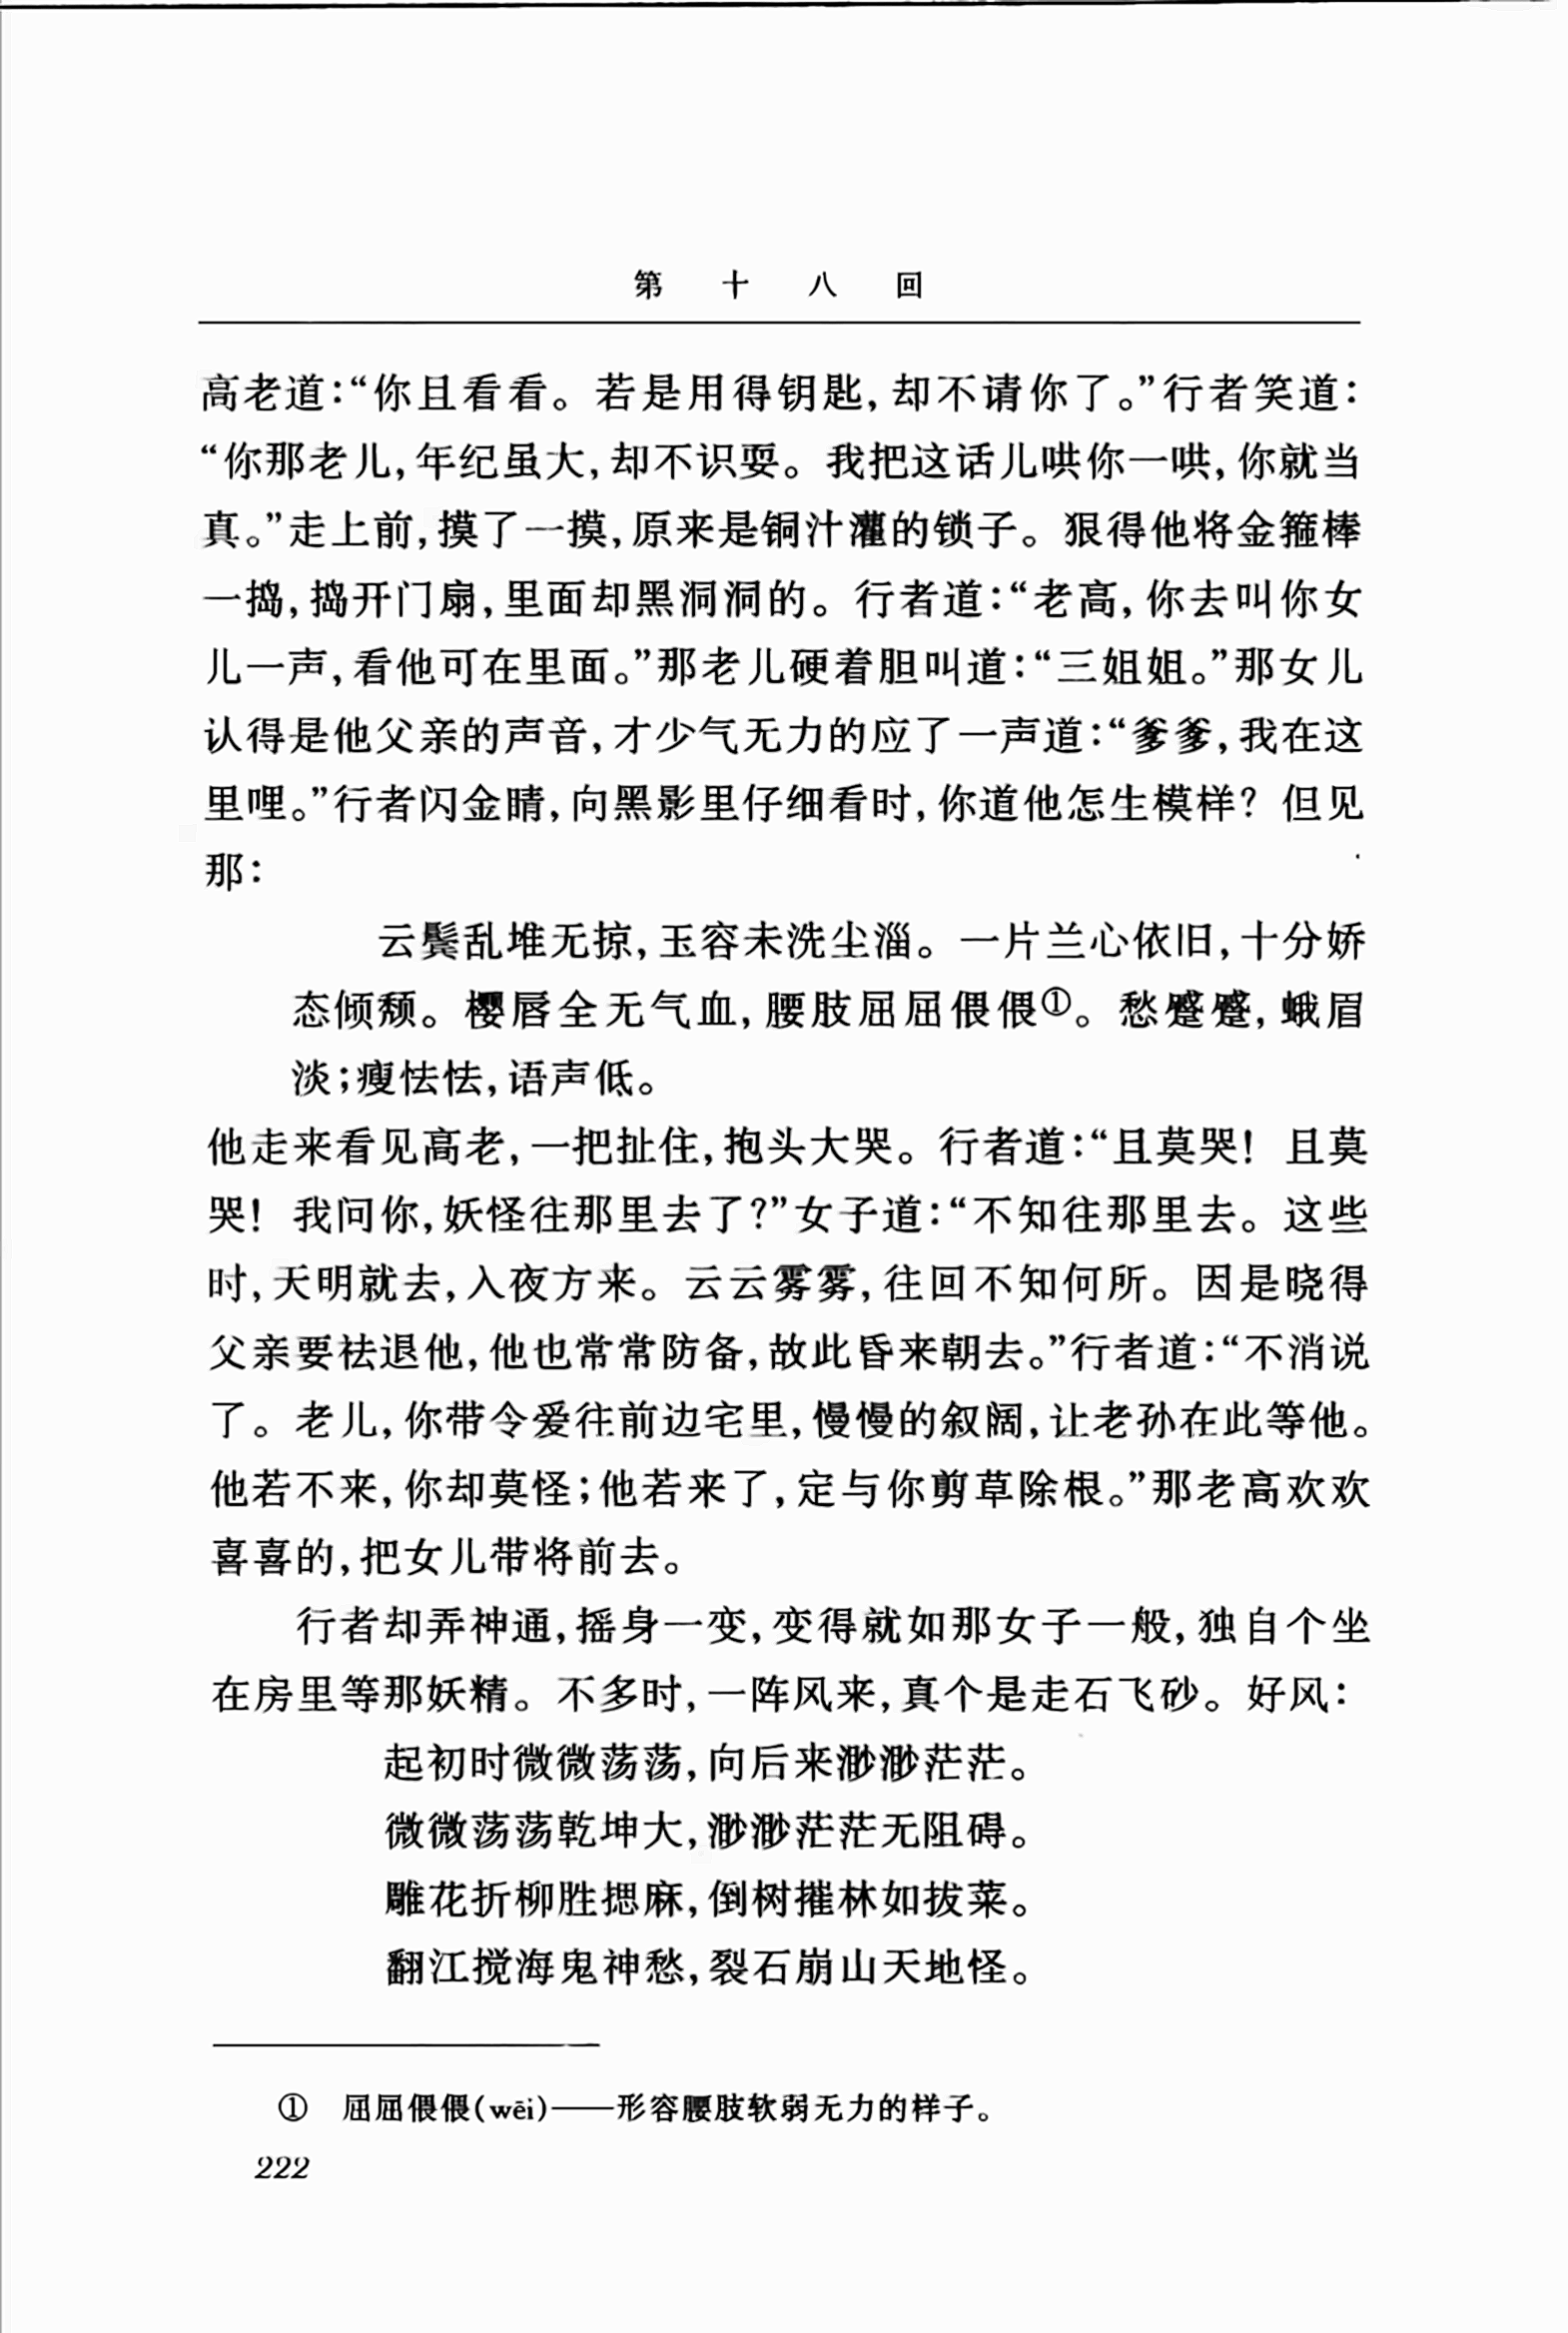 第十八回
高老道：“你且看看。若是用得钥匙，却不请你了。”行者笑道：
“你那老儿，年纪虽大，却不识耍。我把这话儿哄你一哄，你就当
真。”走上前，摸了一摸，原来是铜汁灌的锁子。狠得他将金箍棒
一捣，捣开门扇，里面却黑洞洞的。行者道：“老高，你去叫你女
儿一声，看他可在里面。”那老儿硬着胆叫道：“三姐姐。”那女儿
认得是他父亲的声音，才少气无力的应了一声道：“爹爹，我在这
里哩。”行者闪金睛，向黑影里仔细看时，你道他怎生模样？但见
那：
云鬓乱堆无掠，玉容未洗尘淄。一片兰心依旧，十分娇
态倾颓。樱唇全无气血，腰肢屈屈偎偎①。愁蹙蹙，蛾眉
淡；瘦怯怯，语声低。
他走来看见高老，一把扯住，抱头大哭。行者道：“且莫哭！且莫
哭！我问你，妖怪往那里去了？”女子道：“不知往那里去。这些
时，天明就去，入夜方来。云云雾雾，往回不知何所。因是晓得
父亲要祛退他，他也常常防备，故此昏来朝去。”行者道：“不消说
了。老儿，你带令爱往前边宅里，慢慢的叙阔，让老孙在此等他。
他若不来，你却莫怪；他若来了，定与你剪草除根。”那老高欢欢
喜喜的，把女儿带将前去。
行者却弄神通，摇身一变，变得就如那女子一般，独自个坐
在房里等那妖精。不多时，一阵风来，真个是走石飞砂。好风：
起初时微微荡荡，向后来渺渺茫茫。
微微荡荡乾坤大，渺渺茫茫无阻碍。
雕花折柳胜揌麻，倒树摧林如拔菜。
翻江搅海鬼神愁，裂石崩山天地怪。
① 屈屈偎偎(wēi)——形容腰肢软弱无力的样子。
222